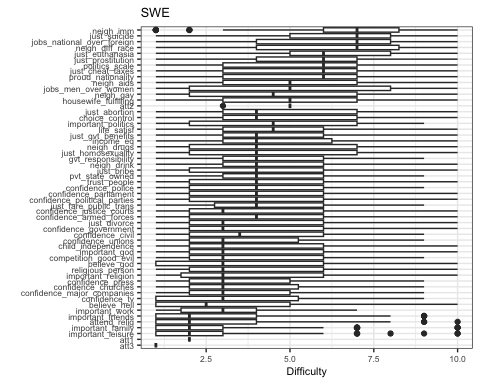 SWE
neigh_imm
just_suicide
jobs_national_over_foreign
neigh_diff_race
just_euthanasia
just_prostitution
politics_scale
just_cheat_taxes
proud_nationality
neigh_aids
jobs_men_over_women
neigh_gay
housewife_fulfilling
att2
just_abortion
choice_control
important_politics
life_satisf
just_gvt_benefits
income_eq
neigh_drugs
just_homosexuality
gvt_responsibility
neigh_drink
just_bribe
pvt_state_owned
trust_people
confidence_police
confidence_parliament
confidence_political_parties
just_fare_public_trans
confidence_justice_courts
confidence_armed_forces
just_divorce
confidence_government
confidence_civil
confidence_unions
child_independence
important_god
competition_good_evil
believe_god
religious_person
important_religion
confidence_press
confidence_churches
confidence_major_companies
confidence_tv
believe_hell
important_work
important_friends
attend_relig
important_family
important_leisure
att1
att3
2.5 5.0 7.5 10.0
Difficulty